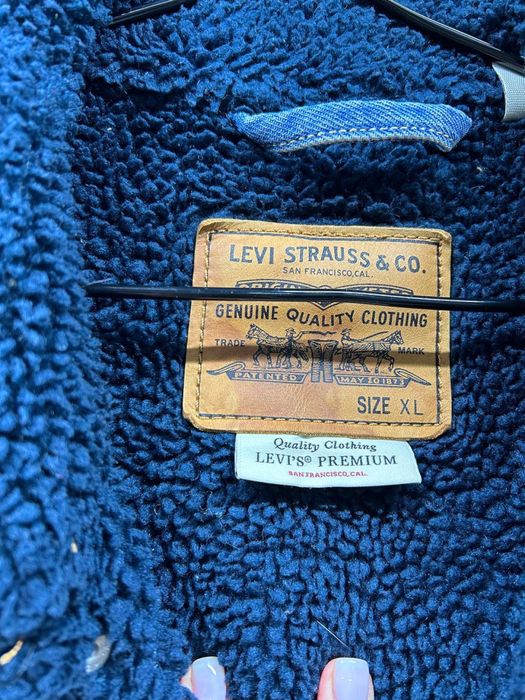 LEVI STRAUSS & CO.
SAN FRANCISCO, CAL.
GENUINE QUALITY CLOTHING
TRADE MARK
PATENTED MAY 20 1873
SIZE XL
Quality Clothing
LEVI'S® PREMIUM
SAN FRANCISCO, CAL.